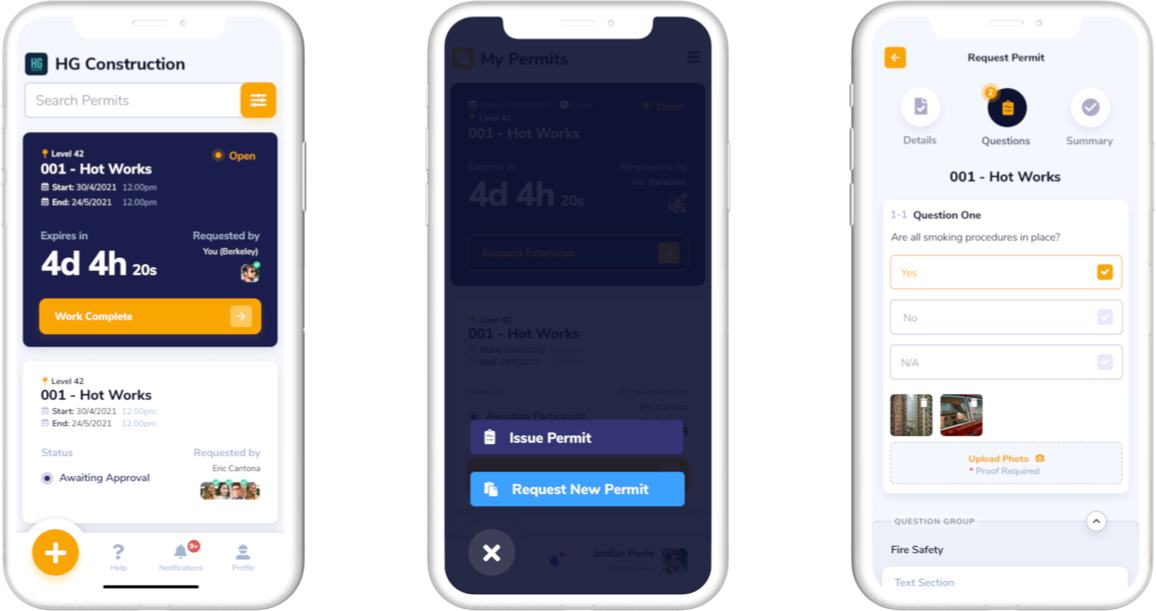 HG HG Construction
Search Permits
Level 42
001 - Hot Works
Open
Start: 30/4/2021 12.00pm
End: 24/5/2021 12.00pm
Expires in
4d 4h 20s
Requested by
You (Berkeley)
Work Complete
Level 42
001 - Hot Works
Start: 30/4/2021 12.00pm
End: 24/5/2021 12.00pm
Status
Awaiting Approval
Requested by
Eric Cantona
Help
9+
Notifications
Profile
My Permits
Open
Level 42
001 - Hot Works
Expires in
4d 4h 20s
Requested by
You (Berkeley)
Request Extension
Level 42
001 - Hot Works
Start: 30/4/2021
End: 24/5/2021
Status
Awaiting Participant
Requested by
Eric Cantona
Issue Permit
Request New Permit
Jordan Peele
Request Permit
2
Details
Questions
Summary
001 - Hot Works
1-1 Question One
Are all smoking procedures in place?
Yes
No
N/A
Upload Photo
* Proof Required
QUESTION GROUP
Fire Safety
Text Section